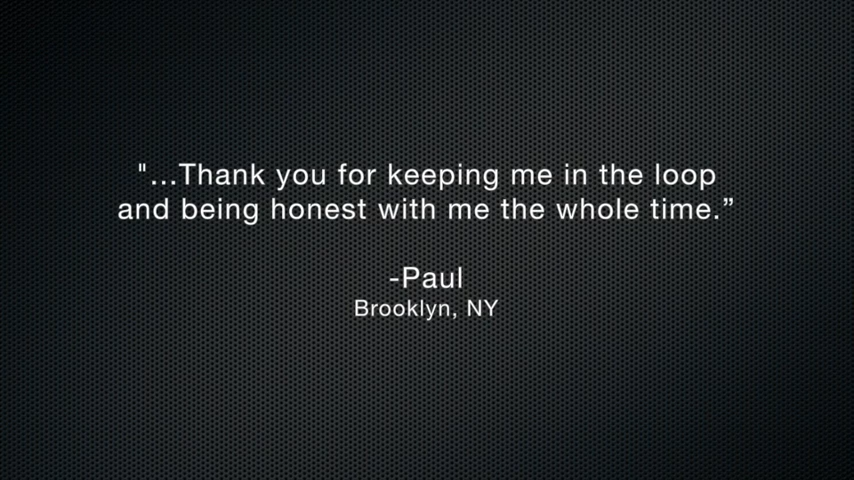 "...Thank you for keeping me in the loop
and being honest with me the whole time.”
-Paul
Brooklyn, NY